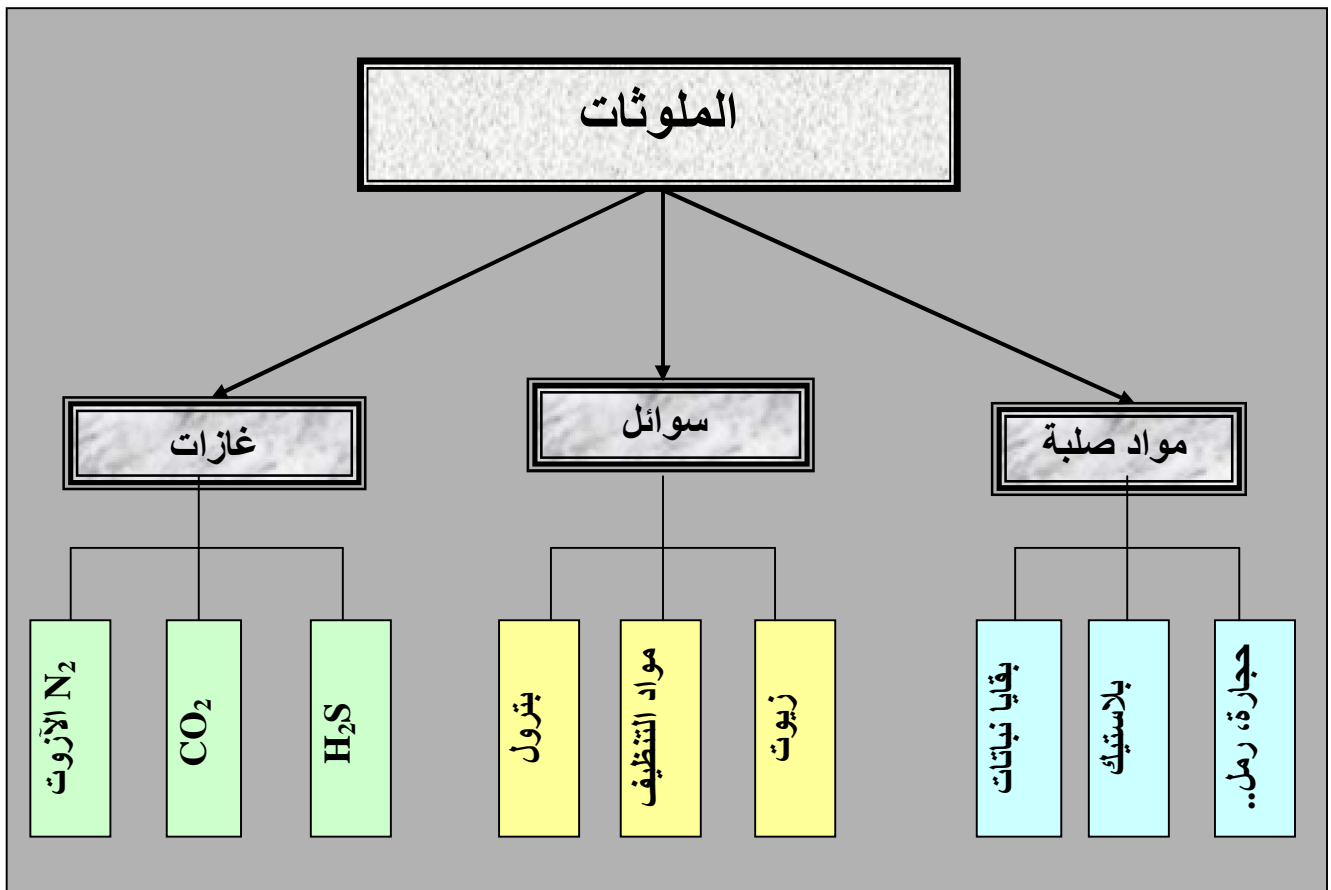 الملوثات
مواد صلبة
سوائل
غازات
حجارة، رمل..
بلاستيك
بقايا نباتات
زيوت
مواد التنظيف
بترول
H₂S
CO₂
الآزوت N₂